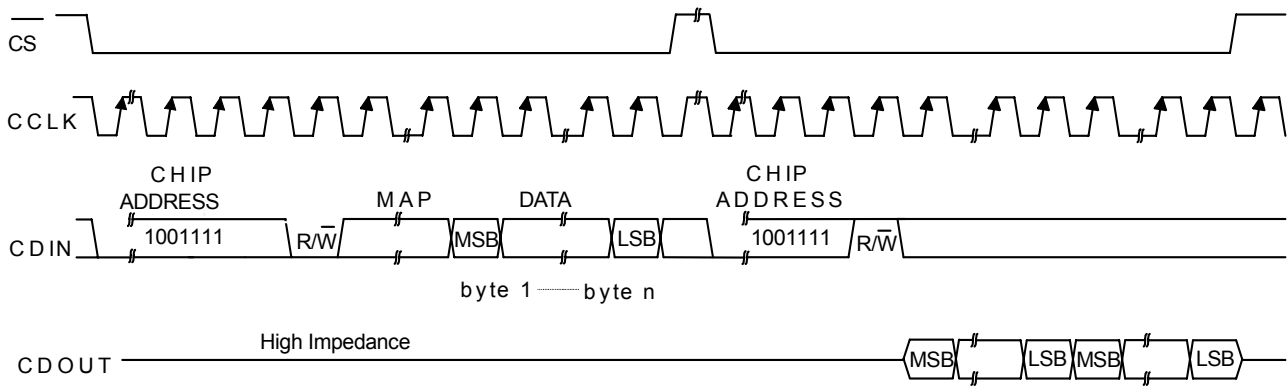 CS
CCLK
CHIP
ADDRESS
MAP
DATA
CHIP
ADDRESS
CDIN
1001111
R/W
MSB
LSB
1001111
R/W
byte 1
byte n
CDOUT
High Impedance
MSB
LSB
MSB
LSB